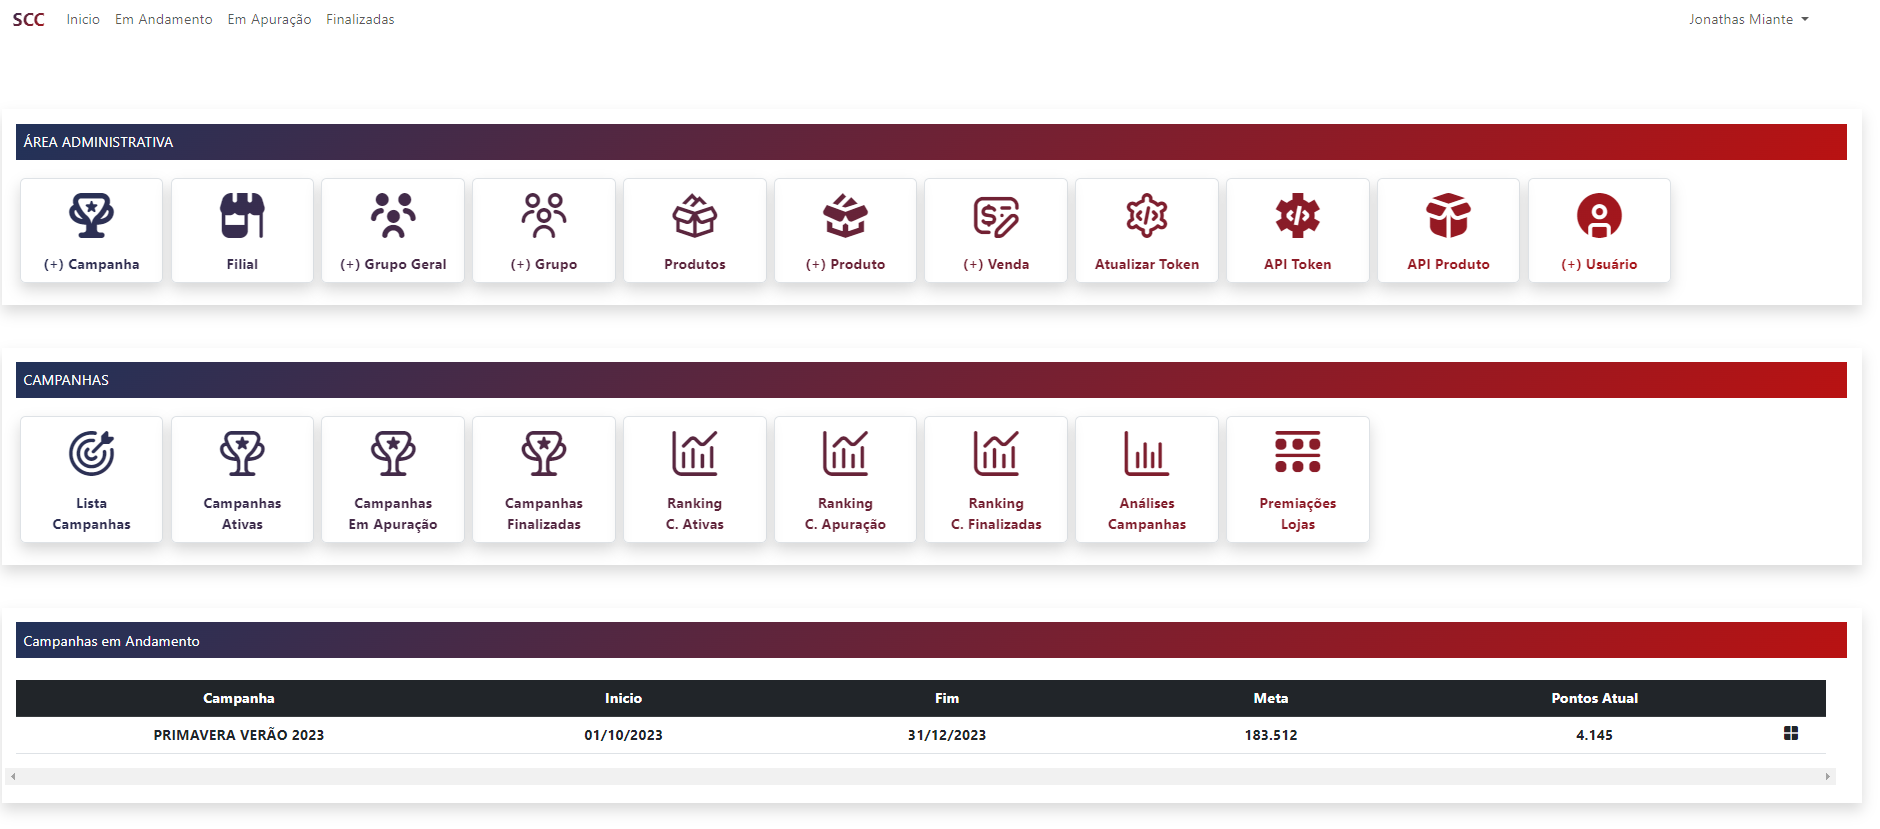 SCC Inicio Em Andamento Em Apuração Finalizadas Jonathas Miante
ÁREA ADMINISTRATIVA
(+) Campanha
Filial
(+) Grupo Geral
(+) Grupo
Produtos
(+) Produto
(+) Venda
Atualizar Token
API Token
API Produto
(+) Usuário
CAMPANHAS
Lista
Campanhas
Campanhas
Ativas
Campanhas
Em Apuração
Campanhas
Finalizadas
Ranking
C. Ativas
Ranking
C. Apuração
Ranking
C. Finalizadas
Análises
Campanhas
Premiações
Lojas
Campanhas em Andamento
Campanha Inicio Fim Meta Pontos Atual
PRIMAVERA VERÃO 2023 01/10/2023 31/12/2023 183.512 4.145